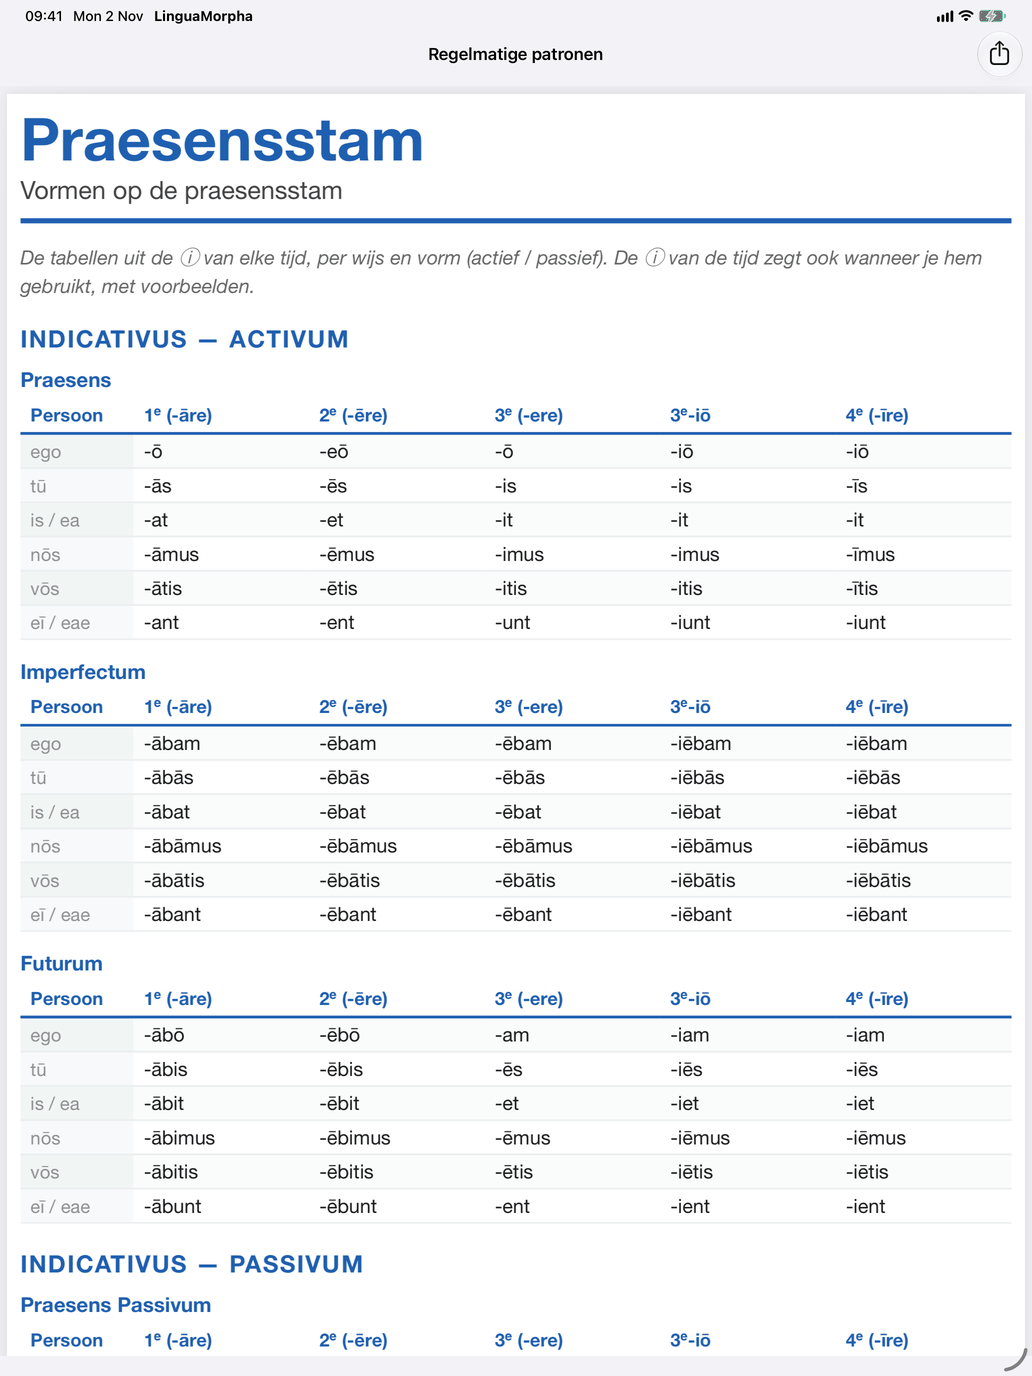 09:41 Mon 2 Nov LinguaMorpha
Regelmatige patronen
Praesensstam
Vormen op de praesensstam
De tabellen uit de ⓘ van elke tijd, per wijs en vorm (actief / passief). De ⓘ van de tijd zegt ook wanneer je hem
gebruikt, met voorbeelden.
INDICATIVUS — ACTIVUM
Praesens
Persoon 1ᵉ (-āre) 2ᵉ (-ēre) 3ᵉ (-ere) 3ᵉ-iō 4ᵉ (-īre)
ego -ō -eō -ō -iō -iō
tū -ās -ēs -is -is -īs
is / ea -at -et -it -it -it
nōs -āmus -ēmus -imus -imus -īmus
vōs -ātis -ētis -itis -itis -ītis
eī / eae -ant -ent -unt -iunt -iunt
Imperfectum
Persoon 1ᵉ (-āre) 2ᵉ (-ēre) 3ᵉ (-ere) 3ᵉ-iō 4ᵉ (-īre)
ego -ābam -ēbam -ēbam -iēbam -iēbam
tū -ābās -ēbās -ēbās -iēbās -iēbās
is / ea -ābat -ēbat -ēbat -iēbat -iēbat
nōs -ābāmus -ēbāmus -ēbāmus -iēbāmus -iēbāmus
vōs -ābātis -ēbātis -ēbātis -iēbātis -iēbātis
eī / eae -ābant -ēbant -ēbant -iēbant -iēbant
Futurum
Persoon 1ᵉ (-āre) 2ᵉ (-ēre) 3ᵉ (-ere) 3ᵉ-iō 4ᵉ (-īre)
ego -ābō -ēbō -am -iam -iam
tū -ābis -ēbis -ēs -iēs -iēs
is / ea -ābit -ēbit -et -iet -iet
nōs -ābimus -ēbimus -ēmus -iēmus -iēmus
vōs -ābitis -ēbitis -ētis -iētis -iētis
eī / eae -ābunt -ēbunt -ent -ient -ient
INDICATIVUS — PASSIVUM
Praesens Passivum
Persoon 1ᵉ (-āre) 2ᵉ (-ēre) 3ᵉ (-ere) 3ᵉ-iō 4ᵉ (-īre)